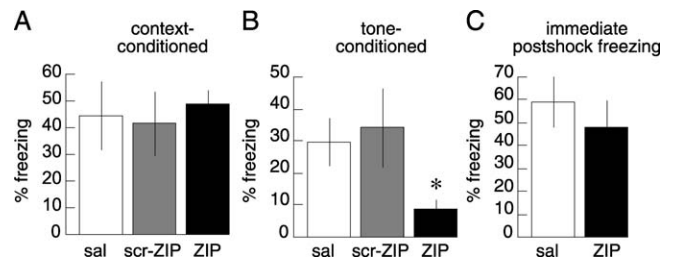 A
context-
conditioned
% freezing
60
50
40
30
20
10
0
sal scr-ZIP ZIP
B
tone-
conditioned
% freezing
50
40
30
20
10
0
*
sal scr-ZIP ZIP
C
immediate
postshock freezing
% freezing
70
60
50
40
30
20
10
0
sal ZIP